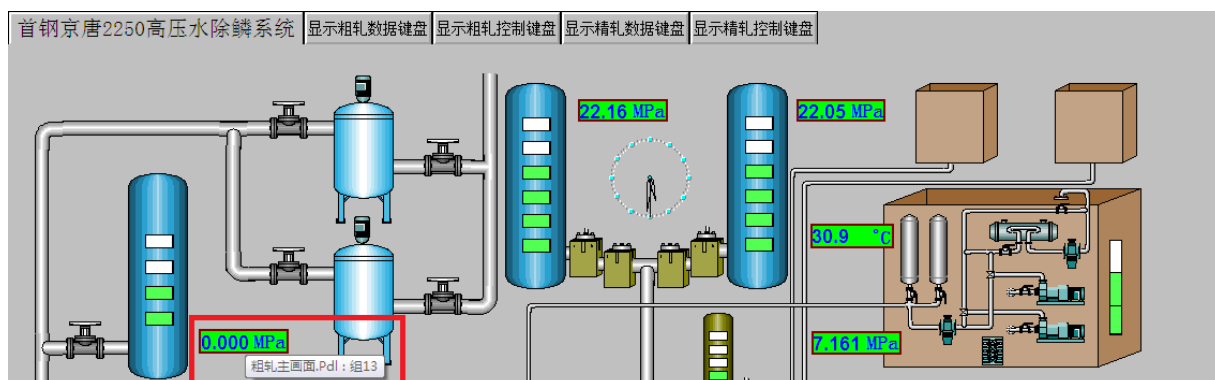 首钢京唐2250高压水除鳞系统 显示粗轧数据键盘 显示粗轧控制键盘 显示精轧数据键盘 显示精轧控制键盘
22.16 MPa
22.05 MPa
30.9 °C
0.000 MPa
7.161 MPa
粗轧主画面.Pdl：组13